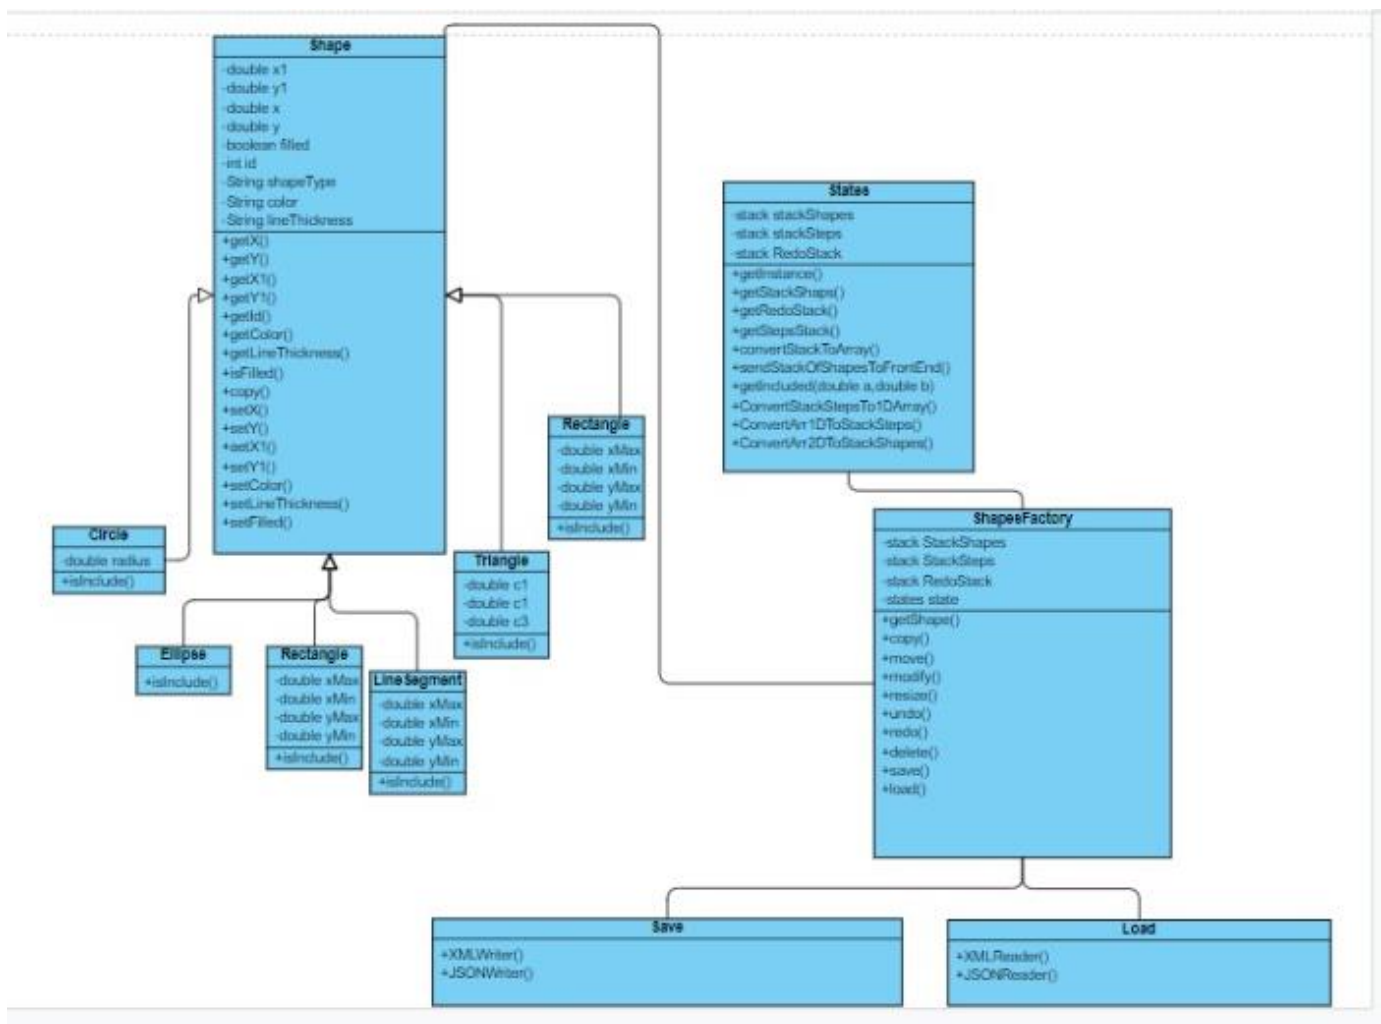 Shape
-double x1
-double y1
-double x
-double y
-boolean filled
-int id
-String shapeType
-String color
-String lineThickness
+getX()
+getY()
+getX1()
+getY1()
+getId()
+getColor()
+getLineThickness()
+isFilled()
+copy()
+setX()
+setY()
+setX1()
+setY1()
+setColor()
+setLineThickness()
+setFilled()
States
-stack stackShapes
-stack stackSteps
-stack RedoStack
+getInstance()
+getStackShaps()
+getRedoStack()
+getStepsStack()
+convertStackToArray()
+sendStackOfShapesToFrontEnd()
+getIncluded(double a,double b)
+ConvertStackStepsTo1DArray()
+ConvertArr1DToStackSteps()
+ConvertArr2DToStackShapes()
Rectangle
-double xMax
-double xMin
-double yMax
-double yMin
+isInclude()
Circle
-double radius
+isInclude()
Triangle
-double c1
-double c1
-double c3
+isInclude()
Ellipse
+isInclude()
Rectangle
-double xMax
-double xMin
-double yMax
-double yMin
+isInclude()
LineSegment
-double xMax
-double xMin
-double yMax
-double yMin
+isInclude()
ShapesFactory
-stack StackShapes
-stack StackSteps
-stack RedoStack
-states state
+getShape()
+copy()
+move()
+modify()
+resize()
+undo()
+redo()
+delete()
+save()
+load()
Save
+XMLWriter()
+JSONWriter()
Load
+XMLReader()
+JSONReader()